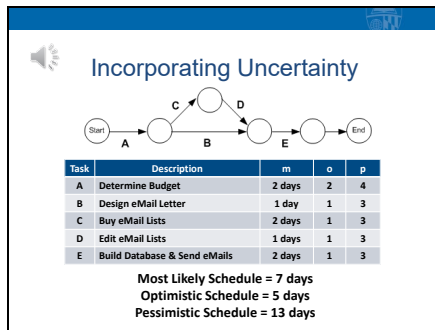 Incorporating Uncertainty
C
D
Start
End
A
B
E
Task Description m o p
A Determine Budget 2 days 2 4
B Design eMail Letter 1 day 1 3
C Buy eMail Lists 2 days 1 3
D Edit eMail Lists 1 days 1 3
E Build Database & Send eMails 2 days 1 3
Most Likely Schedule = 7 days
Optimistic Schedule = 5 days
Pessimistic Schedule = 13 days